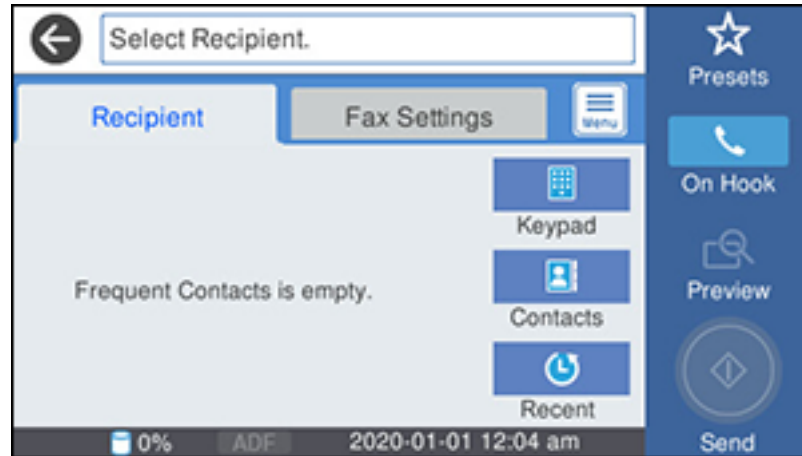 Select Recipient.
Presets
Recipient
Fax Settings
Menu
On Hook
Keypad
Preview
Frequent Contacts is empty.
Contacts
Recent
0%
ADF
2020-01-01 12:04 am
Send